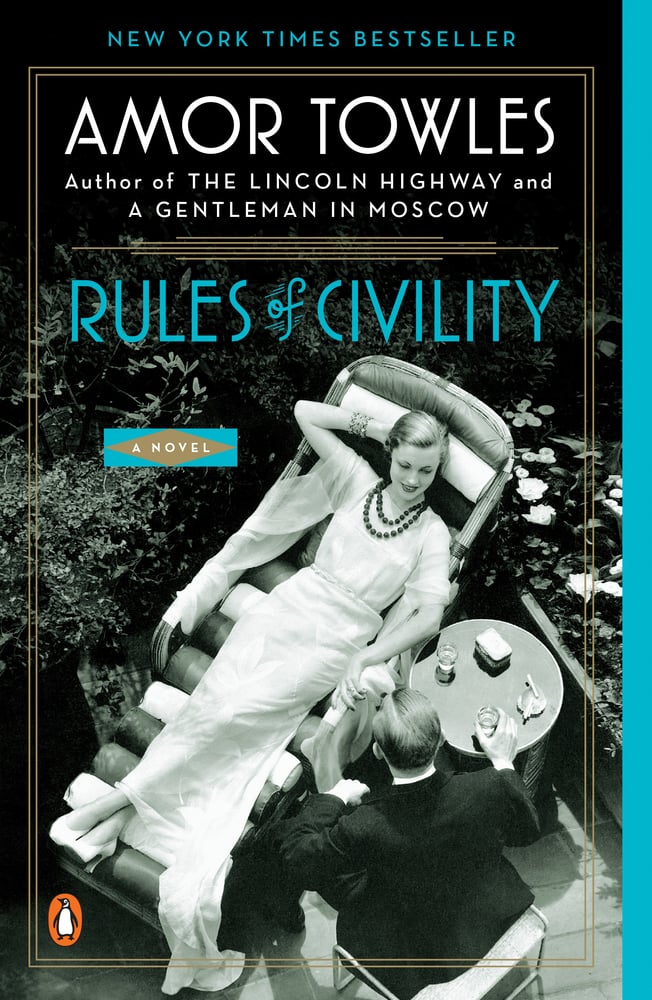 NEW YORK TIMES BESTSELLER
AMOR TOWLES
Author of THE LINCOLN HIGHWAY and
A GENTLEMAN IN MOSCOW
RULES of CIVILITY
A NOVEL